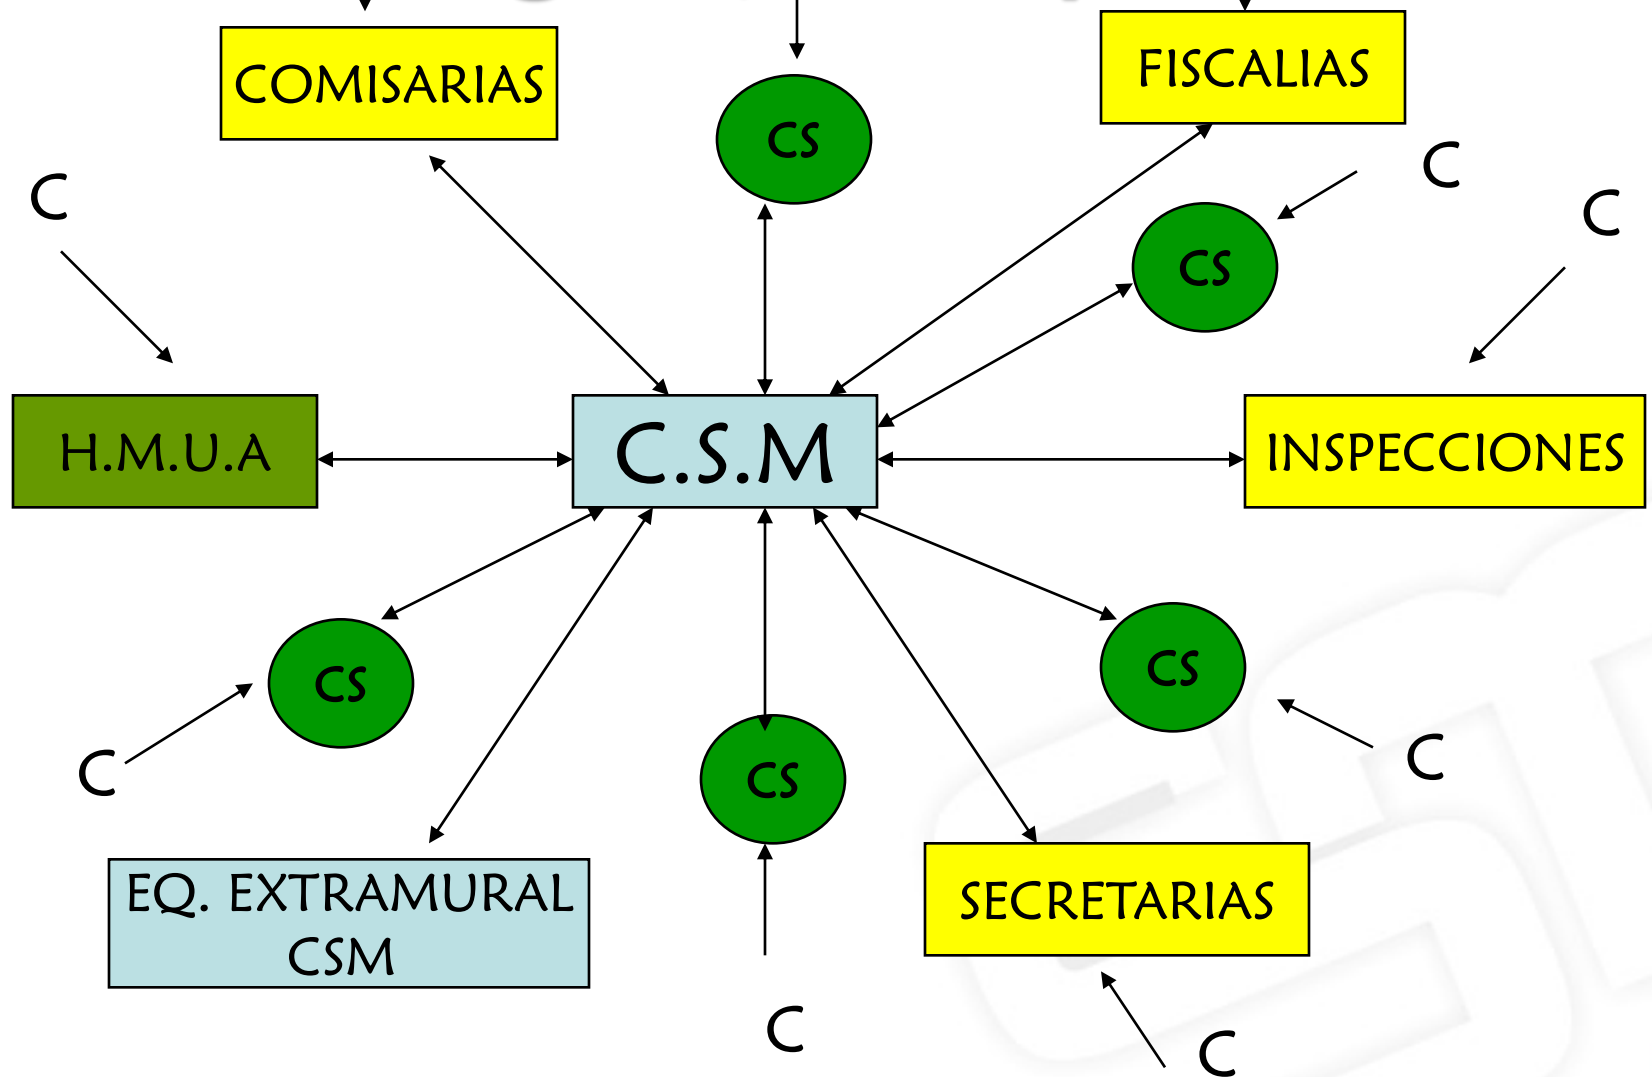 COMISARIAS
FISCALIAS
CS
C
C
C
CS
H.M.U.A
C.S.M
INSPECCIONES
CS
CS
CS
C
C
EQ. EXTRAMURAL
CSM
SECRETARIAS
C
C